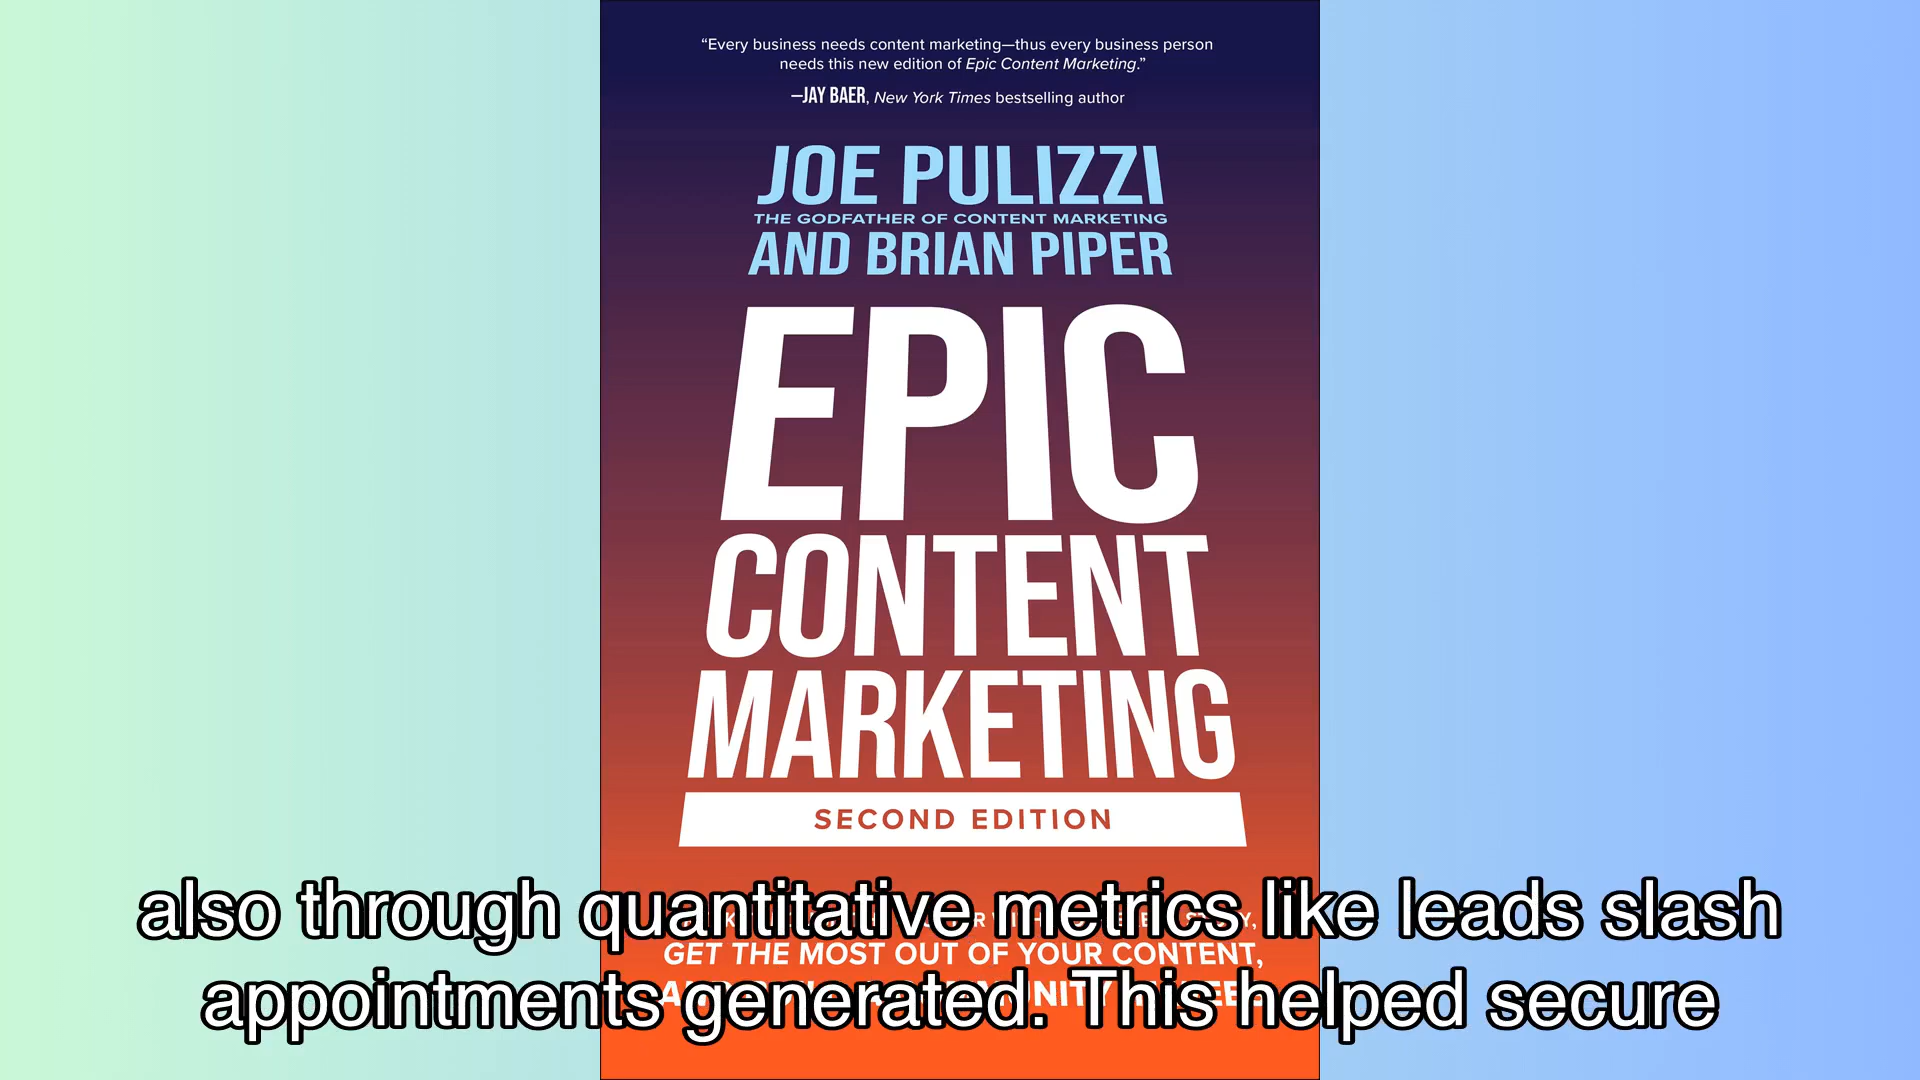 “Every business needs content marketing—thus every business person
needs this new edition of Epic Content Marketing.”
—JAY BAER, New York Times bestselling author
JOE PULIZZI
THE GODFATHER OF CONTENT MARKETING
AND BRIAN PIPER
EPIC
CONTENT
MARKETING
SECOND EDITION
GET THE MOST OUT OF YOUR CONTENT,
also through quantitative metrics like leads slash
appointments generated. This helped secure